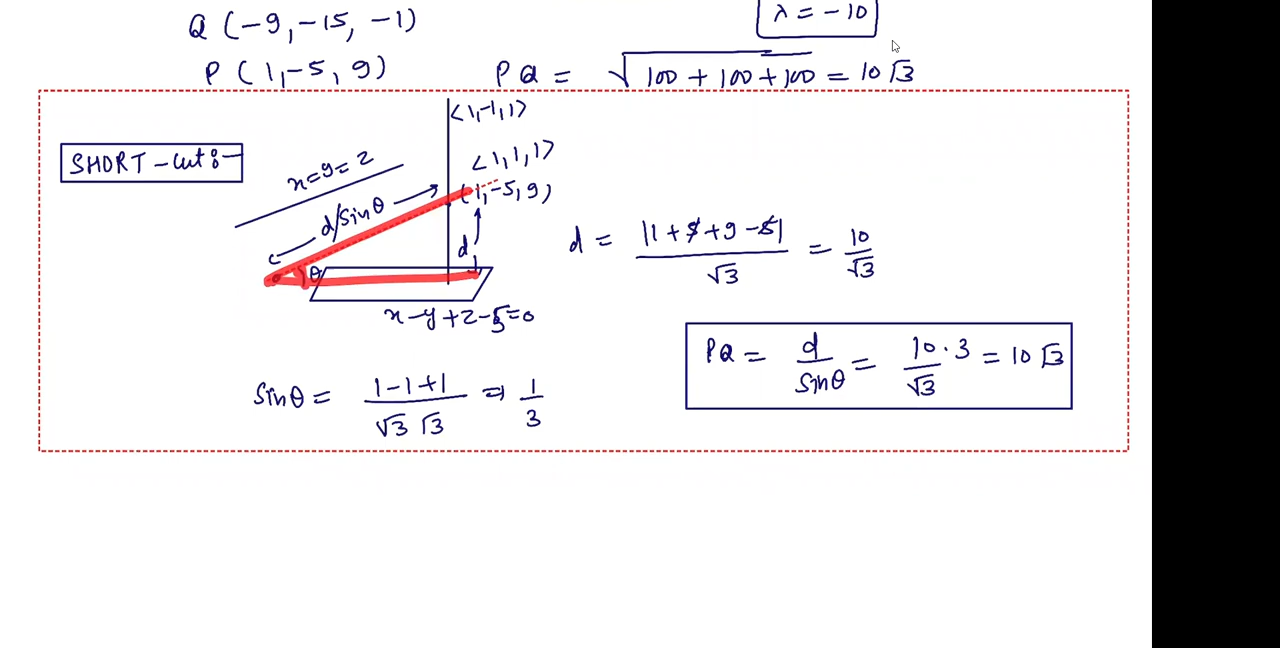 Q (-9, -15, -1)
λ = -10
P (1, -5, 9)
PQ = √(100 + 100 + 100) = 10√3
<1, -1, 1>
SHORT-Cut :-
x = y = z
<1, 1, 1>
(1, -5, 9)
d/sinθ
d
θ
d = |1 + 5 + 9 - 5| / √3 = 10/√3
x - y + z - 5 = 0
PQ = d/sinθ = 10/√3 · 3 = 10√3
sinθ = (1 - 1 + 1)/(√3 √3) ⇒ 1/3